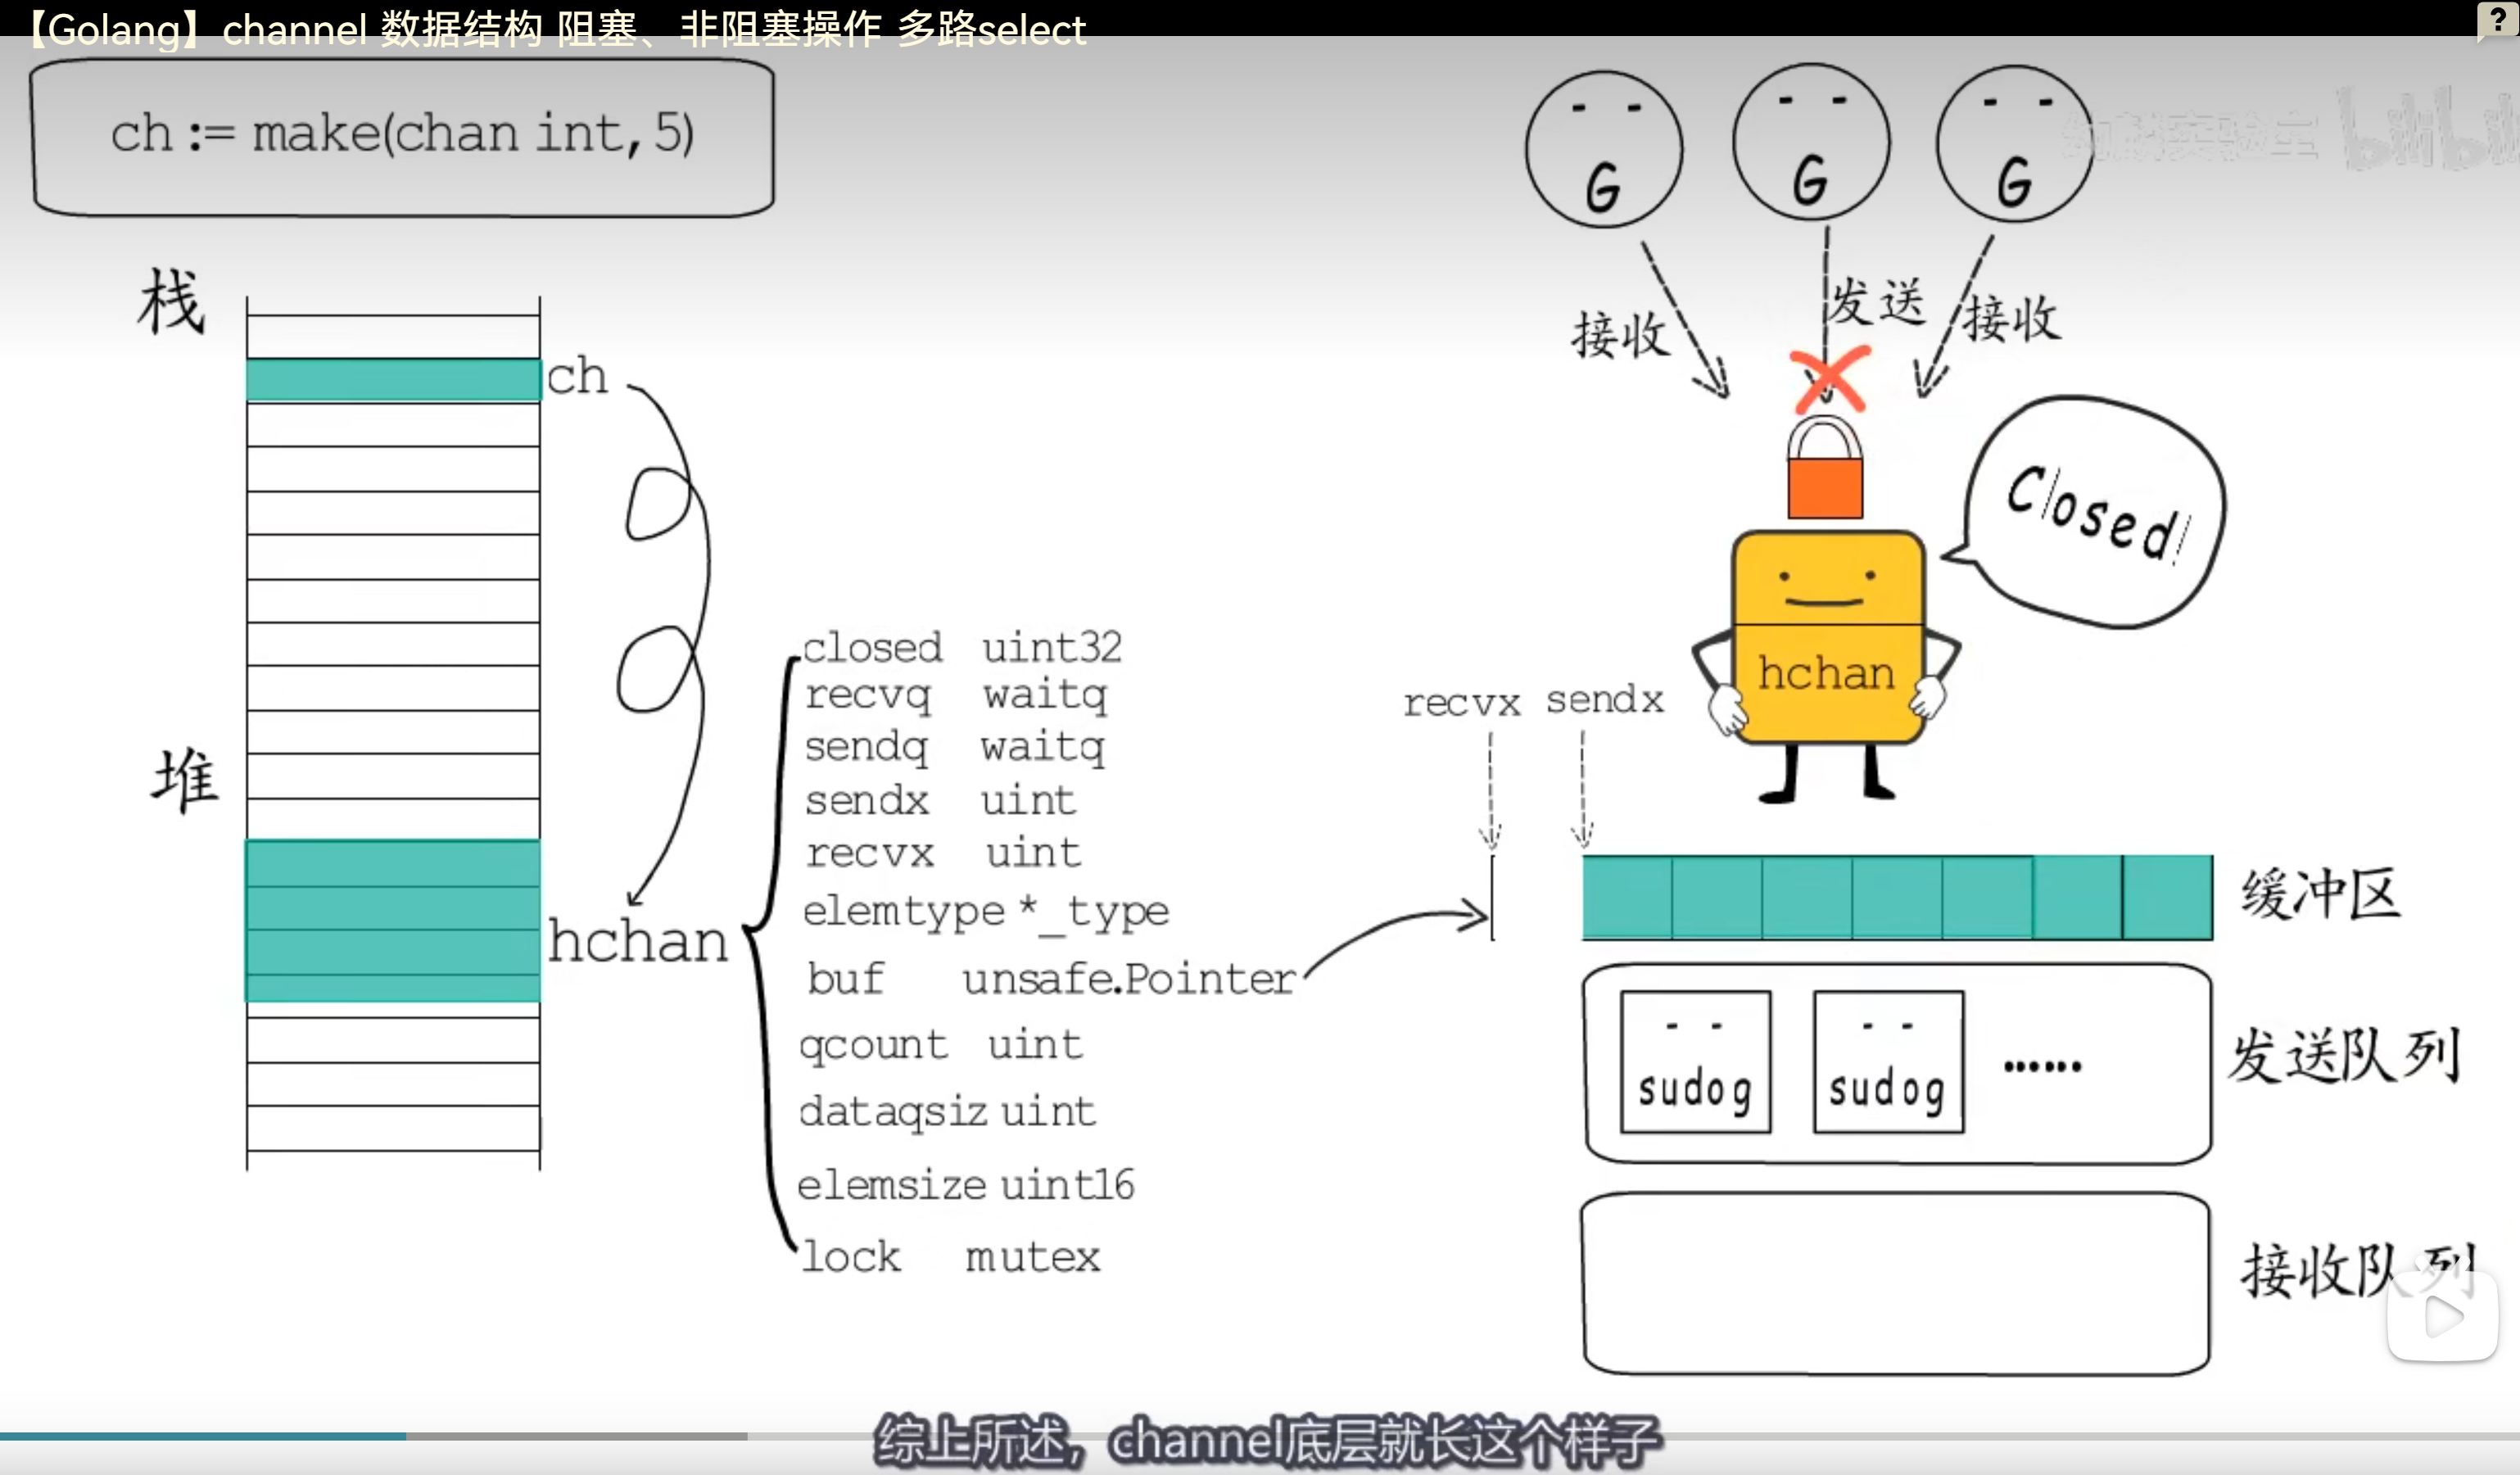 【Golang】channel 数据结构 阻塞、非阻塞操作 多路select
?
ch := make(chan int, 5)
G
G
G
接收
发送
接收
栈
ch
Closed!
closed uint32
recvq waitq
sendq waitq
sendx uint
recvx uint
elemtype *_type
buf unsafe.Pointer
qcount uint
dataqsiz uint
elemsize uint16
lock mutex
堆
hchan
hchan
recvx sendx
缓冲区
sudog
sudog
......
发送队列
接收队列
综上所述，channel底层就长这个样子